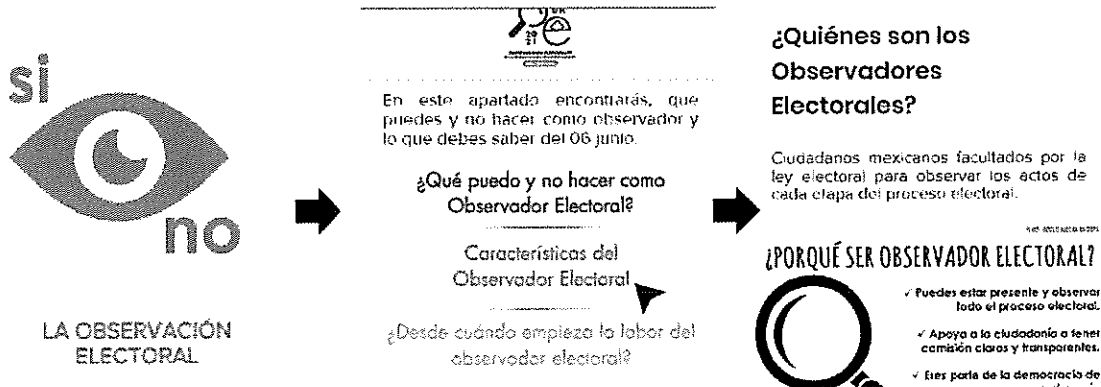 si
no
LA OBSERVACIÓN
ELECTORAL
En este apartado encontrarás, que
puedes y no hacer como observador y
lo que debes saber del 06 junio.
¿Qué puedo y no hacer como
Observador Electoral?
Características del
Observador Electoral
¿Desde cuándo empieza la labor del
observador electoral?
¿Quiénes son los
Observadores
Electorales?
Ciudadanos mexicanos facultados por la
ley electoral para observar los actos de
cada etapa del proceso electoral.
¿PORQUÉ SER OBSERVADOR ELECTORAL?
✓ Puedes estar presente y observar
todo el proceso electoral.
✓ Apoya a la ciudadanía a tener
comisión claros y transparentes.
✓ Eres parte de la democracia de